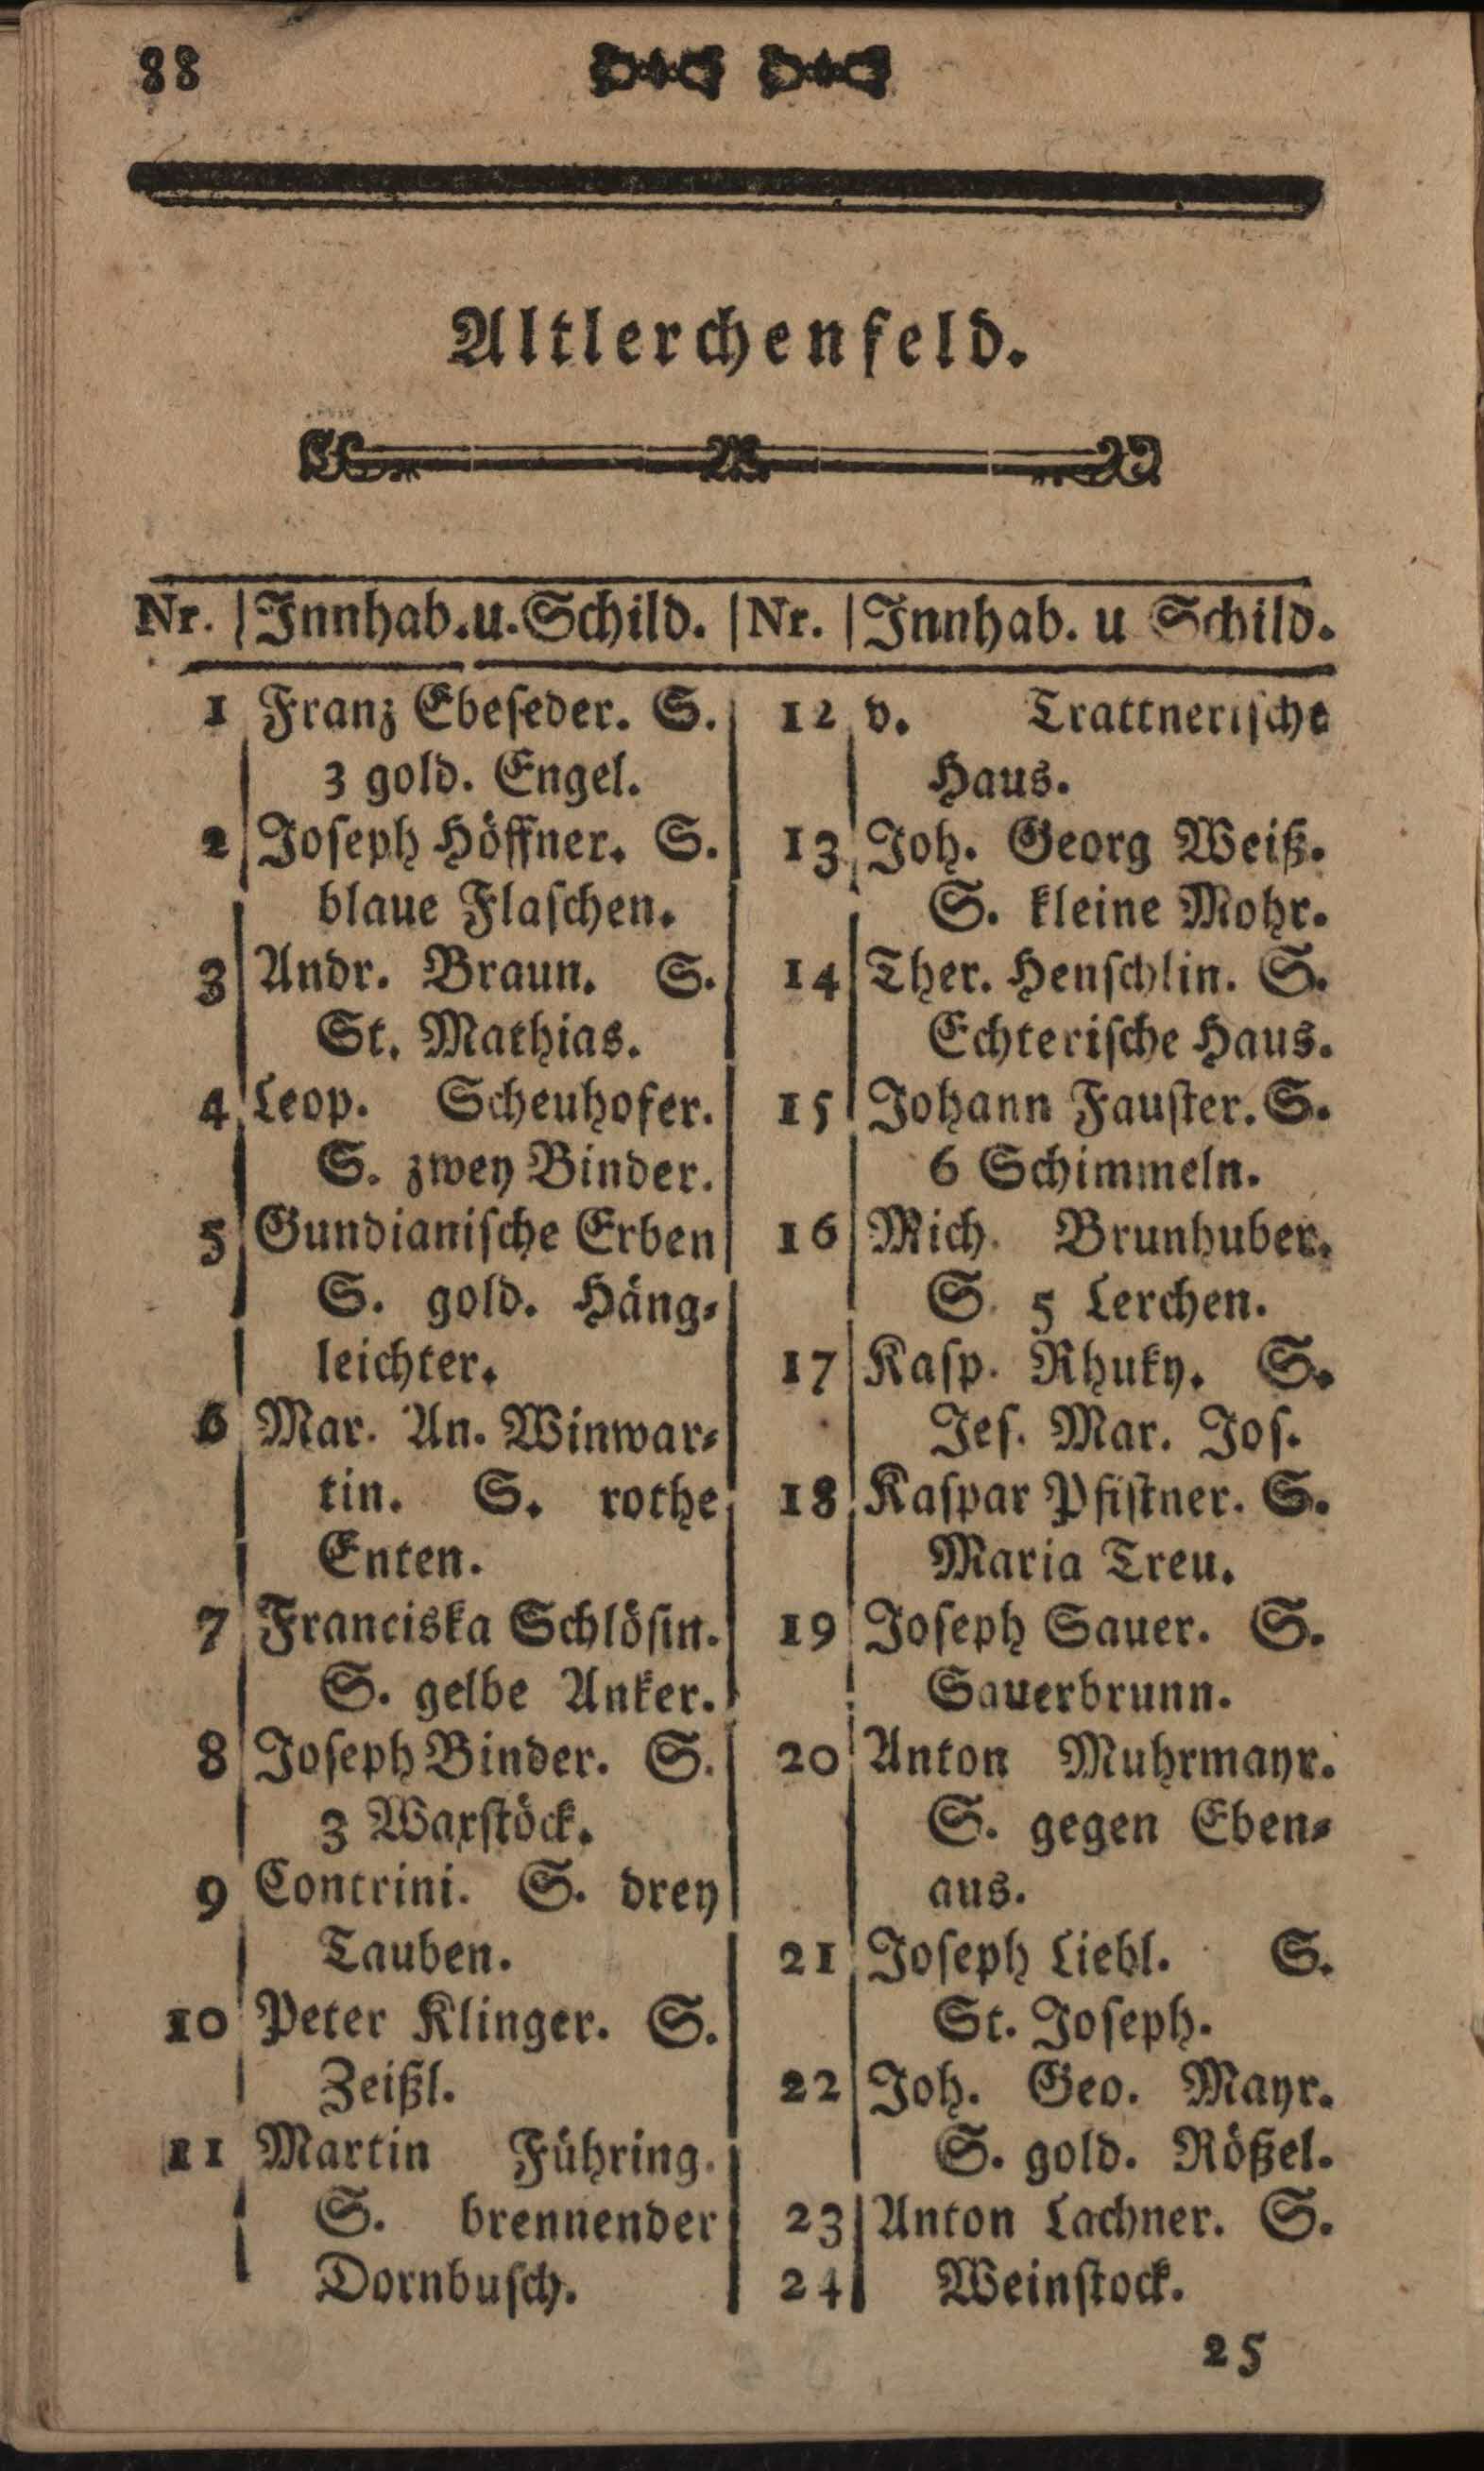 88
Altlerchenfeld.
Nr. | Innhab. u. Schild. | Nr. | Innhab. u Schild.
1 Franz Ebeseder. S.
3 gold. Engel.
2 Joseph Höffner. S.
blaue Flaschen.
3 Andr. Braun. S.
St. Mathias.
4 Leop. Scheuhofer.
S. zwey Binder.
5 Gundianische Erben
S. gold. Häng-
leichter.
6 Mar. An. Winwar-
tin. S. rothe
Enten.
7 Franciska Schlösin.
S. gelbe Anker.
8 Joseph Binder. S.
3 Waxstöck.
9 Contrini. S. drey
Tauben.
10 Peter Klinger. S.
Zeißl.
11 Martin Führing.
S. brennender
Dornbusch.
12 v. Trattnerische
Haus.
13 Joh. Georg Weiß.
S. kleine Mohr.
14 Ther. Henschlin. S.
Echterische Haus.
15 Johann Fauster. S.
6 Schimmeln.
16 Mich. Brunhuber.
S. 5 Lerchen.
17 Kasp. Rhuky. S.
Jes. Mar. Jos.
18 Kaspar Pfistner. S.
Maria Treu.
19 Joseph Sauer. S.
Sauerbrunn.
20 Anton Muhrmayr.
S. gegen Eben-
aus.
21 Joseph Liebl. S.
St. Joseph.
22 Joh. Geo. Mayr.
S. gold. Rößel.
23 Anton Lachner. S.
24 Weinstock.
25